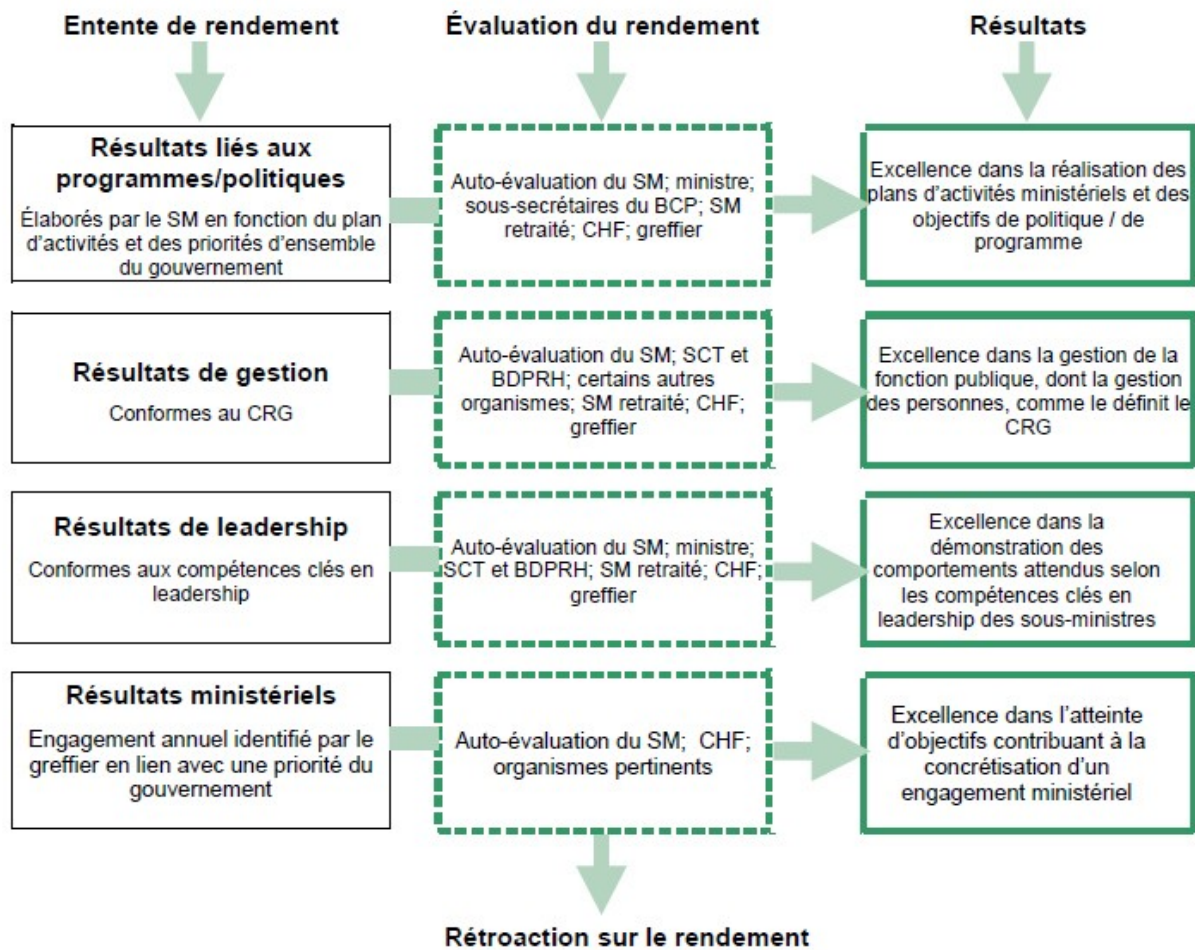 Entente de rendement
Évaluation du rendement
Résultats
Résultats liés aux
programmes/politiques
Élaborés par le SM en fonction du plan
d’activités et des priorités d’ensemble
du gouvernement
Auto-évaluation du SM; ministre;
sous-secrétaires du BCP; SM
retraité; CHF; greffier
Excellence dans la réalisation des
plans d’activités ministériels et des
objectifs de politique / de
programme
Résultats de gestion
Conformes au CRG
Auto-évaluation du SM; SCT et
BDPRH; certains autres
organismes; SM retraité; CHF;
greffier
Excellence dans la gestion de la
fonction publique, dont la gestion
des personnes, comme le définit le
CRG
Résultats de leadership
Conformes aux compétences clés en
leadership
Auto-évaluation du SM; ministre;
SCT et BDPRH; SM retraité; CHF;
greffier
Excellence dans la
démonstration des
comportements attendus selon
les compétences clés en
leadership des sous-ministres
Résultats ministériels
Engagement annuel identifié par le
greffier en lien avec une priorité du
gouvernement
Auto-évaluation du SM; CHF;
organismes pertinents
Excellence dans l’atteinte
d’objectifs contribuant à la
concrétisation d’un
engagement ministériel
Rétroaction sur le rendement